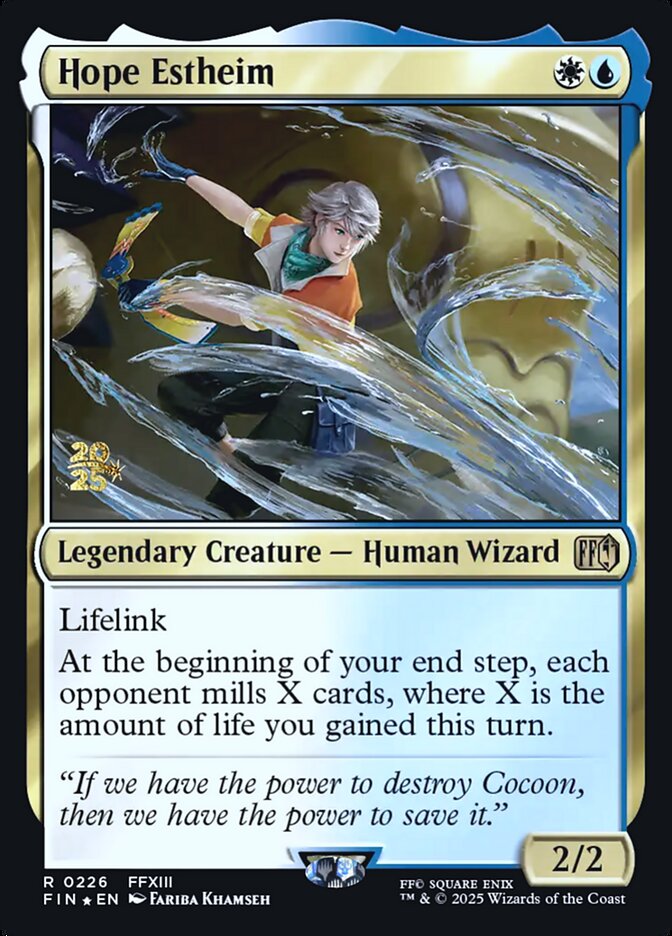 Hope Estheim
20
25
Legendary Creature — Human Wizard
FF
Lifelink
At the beginning of your end step, each
opponent mills X cards, where X is the
amount of life you gained this turn.
“If we have the power to destroy Cocoon,
then we have the power to save it.”
2/2
R 0226 FFXIII
FIN★EN Fariba Khamseh
FF© SQUARE ENIX
™ & © 2025 Wizards of the Coast